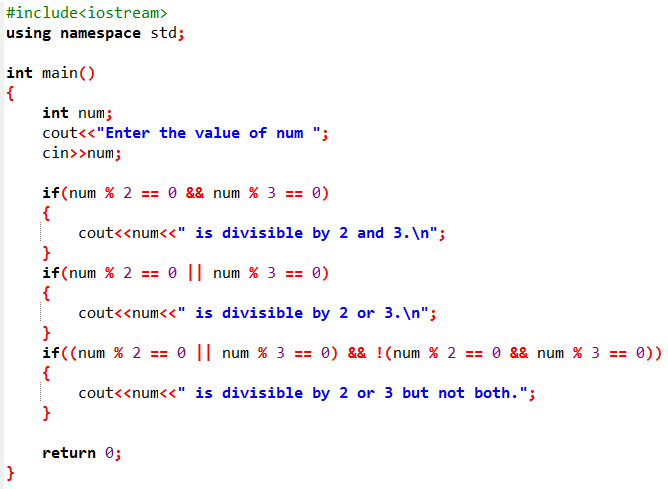 #include<iostream>
using namespace std;
int main()
{
int num;
cout<<"Enter the value of num ";
cin>>num;
if(num % 2 == 0 && num % 3 == 0)
{
cout<<num<<" is divisible by 2 and 3.\n";
}
if(num % 2 == 0 || num % 3 == 0)
{
cout<<num<<" is divisible by 2 or 3.\n";
}
if((num % 2 == 0 || num % 3 == 0) && !(num % 2 == 0 && num % 3 == 0))
{
cout<<num<<" is divisible by 2 or 3 but not both.";
}
return 0;
}